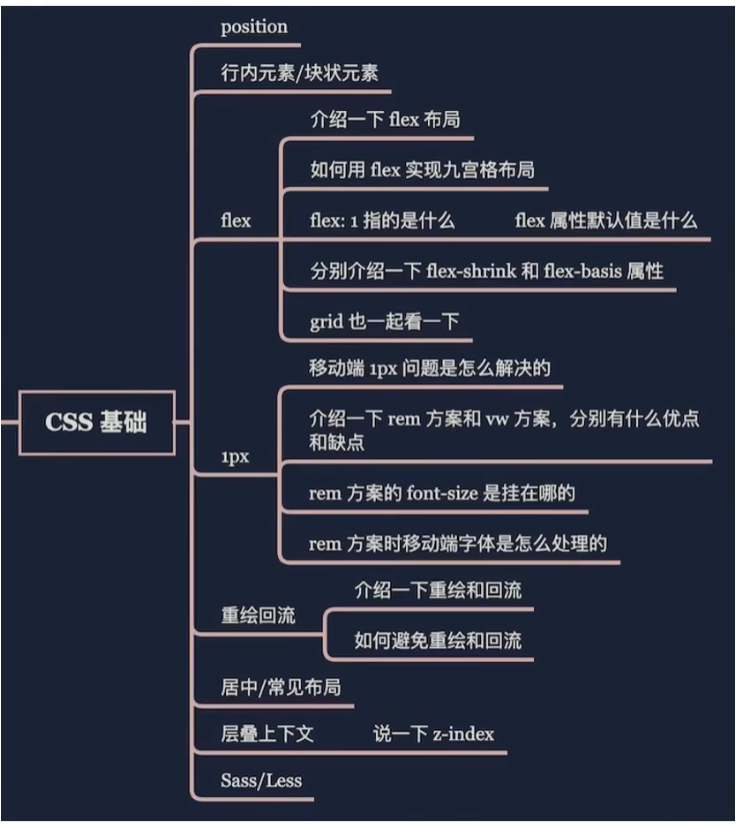 position
行内元素/块状元素
介绍一下 flex 布局
如何用 flex 实现九宫格布局
flex
flex: 1 指的是什么
flex 属性默认值是什么
分别介绍一下 flex-shrink 和 flex-basis 属性
grid 也一起看一下
移动端 1px 问题是怎么解决的
CSS 基础
介绍一下 rem 方案和 vw 方案，分别有什么优点
和缺点
1px
rem 方案的 font-size 是挂在哪的
rem 方案时移动端字体是怎么处理的
介绍一下重绘和回流
重绘回流
如何避免重绘和回流
居中/常见布局
层叠上下文
说一下 z-index
Sass/Less